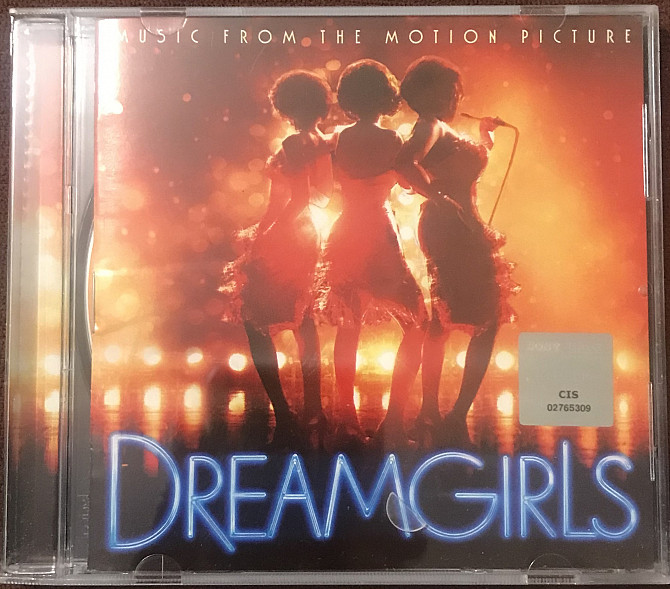 MUSIC FROM THE MOTION PICTURE
CIS
02765309
DREAMGIRLS